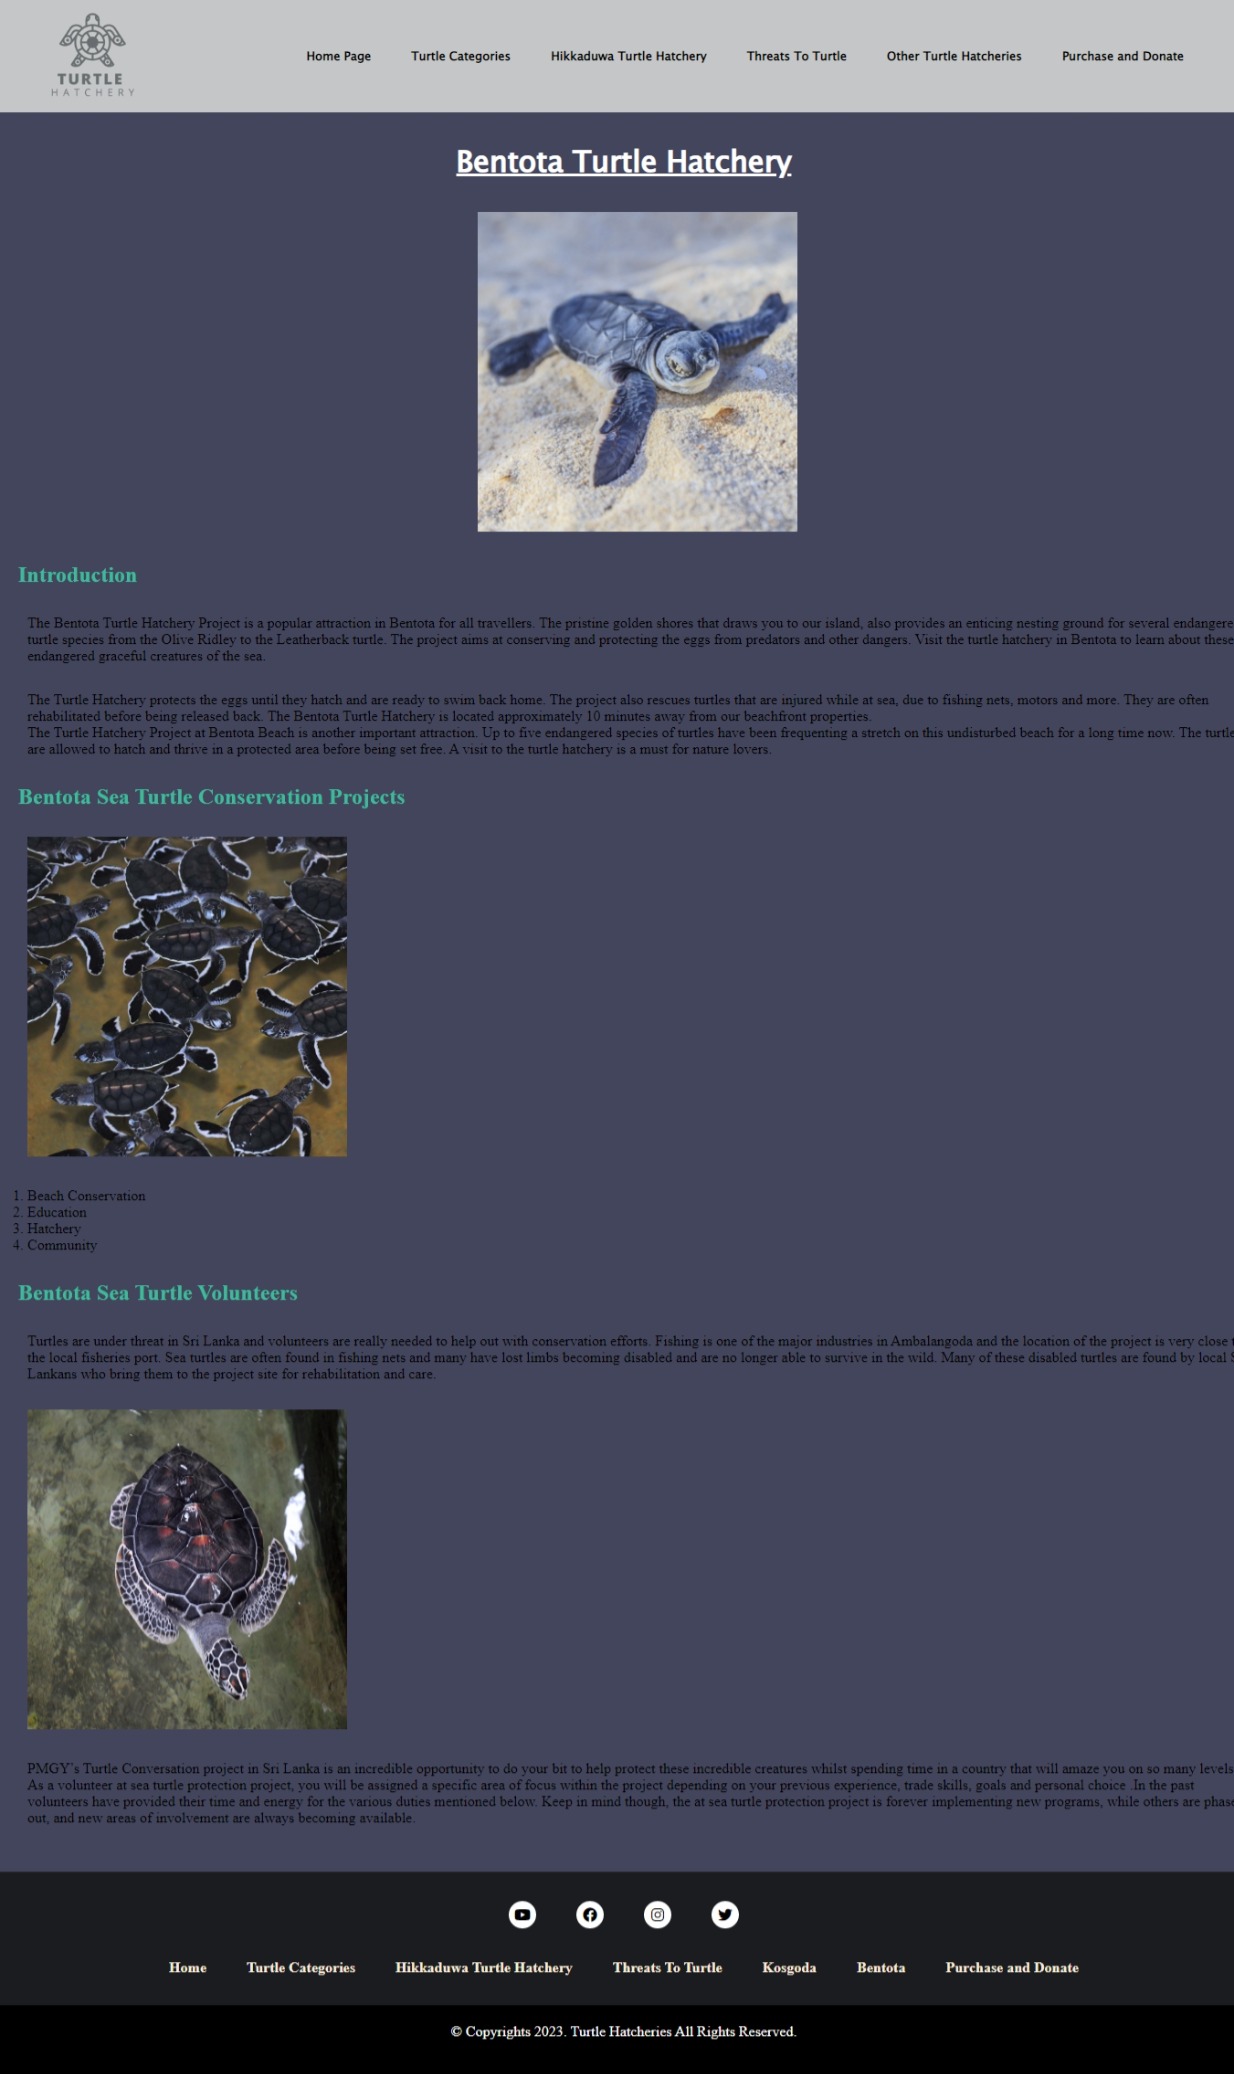 TURTLE
HATCHERY
Home Page
Turtle Categories
Hikkaduwa Turtle Hatchery
Threats To Turtle
Other Turtle Hatcheries
Purchase and Donate
Bentota Turtle Hatchery
Introduction
The Bentota Turtle Hatchery Project is a popular attraction in Bentota for all travellers. The pristine golden shores that draws you to our island, also provides an enticing nesting ground for several endangere
turtle species from the Olive Ridley to the Leatherback turtle. The project aims at conserving and protecting the eggs from predators and other dangers. Visit the turtle hatchery in Bentota to learn about these
endangered graceful creatures of the sea.
The Turtle Hatchery protects the eggs until they hatch and are ready to swim back home. The project also rescues turtles that are injured while at sea, due to fishing nets, motors and more. They are often
rehabilitated before being released back. The Bentota Turtle Hatchery is located approximately 10 minutes away from our beachfront properties.
The Turtle Hatchery Project at Bentota Beach is another important attraction. Up to five endangered species of turtles have been frequenting a stretch on this undisturbed beach for a long time now. The turtle
are allowed to hatch and thrive in a protected area before being set free. A visit to the turtle hatchery is a must for nature lovers.
Bentota Sea Turtle Conservation Projects
1. Beach Conservation
2. Education
3. Hatchery
4. Community
Bentota Sea Turtle Volunteers
Turtles are under threat in Sri Lanka and volunteers are really needed to help out with conservation efforts. Fishing is one of the major industries in Ambalangoda and the location of the project is very close t
the local fisheries port. Sea turtles are often found in fishing nets and many have lost limbs becoming disabled and are no longer able to survive in the wild. Many of these disabled turtles are found by local S
Lankans who bring them to the project site for rehabilitation and care.
PMGY's Turtle Conversation project in Sri Lanka is an incredible opportunity to do your bit to help protect these incredible creatures whilst spending time in a country that will amaze you on so many levels
As a volunteer at sea turtle protection project, you will be assigned a specific area of focus within the project depending on your previous experience, trade skills, goals and personal choice .In the past
volunteers have provided their time and energy for the various duties mentioned below. Keep in mind though, the at sea turtle protection project is forever implementing new programs, while others are phase
out, and new areas of involvement are always becoming available.
Home
Turtle Categories
Hikkaduwa Turtle Hatchery
Threats To Turtle
Kosgoda
Bentota
Purchase and Donate
© Copyrights 2023. Turtle Hatcheries All Rights Reserved.